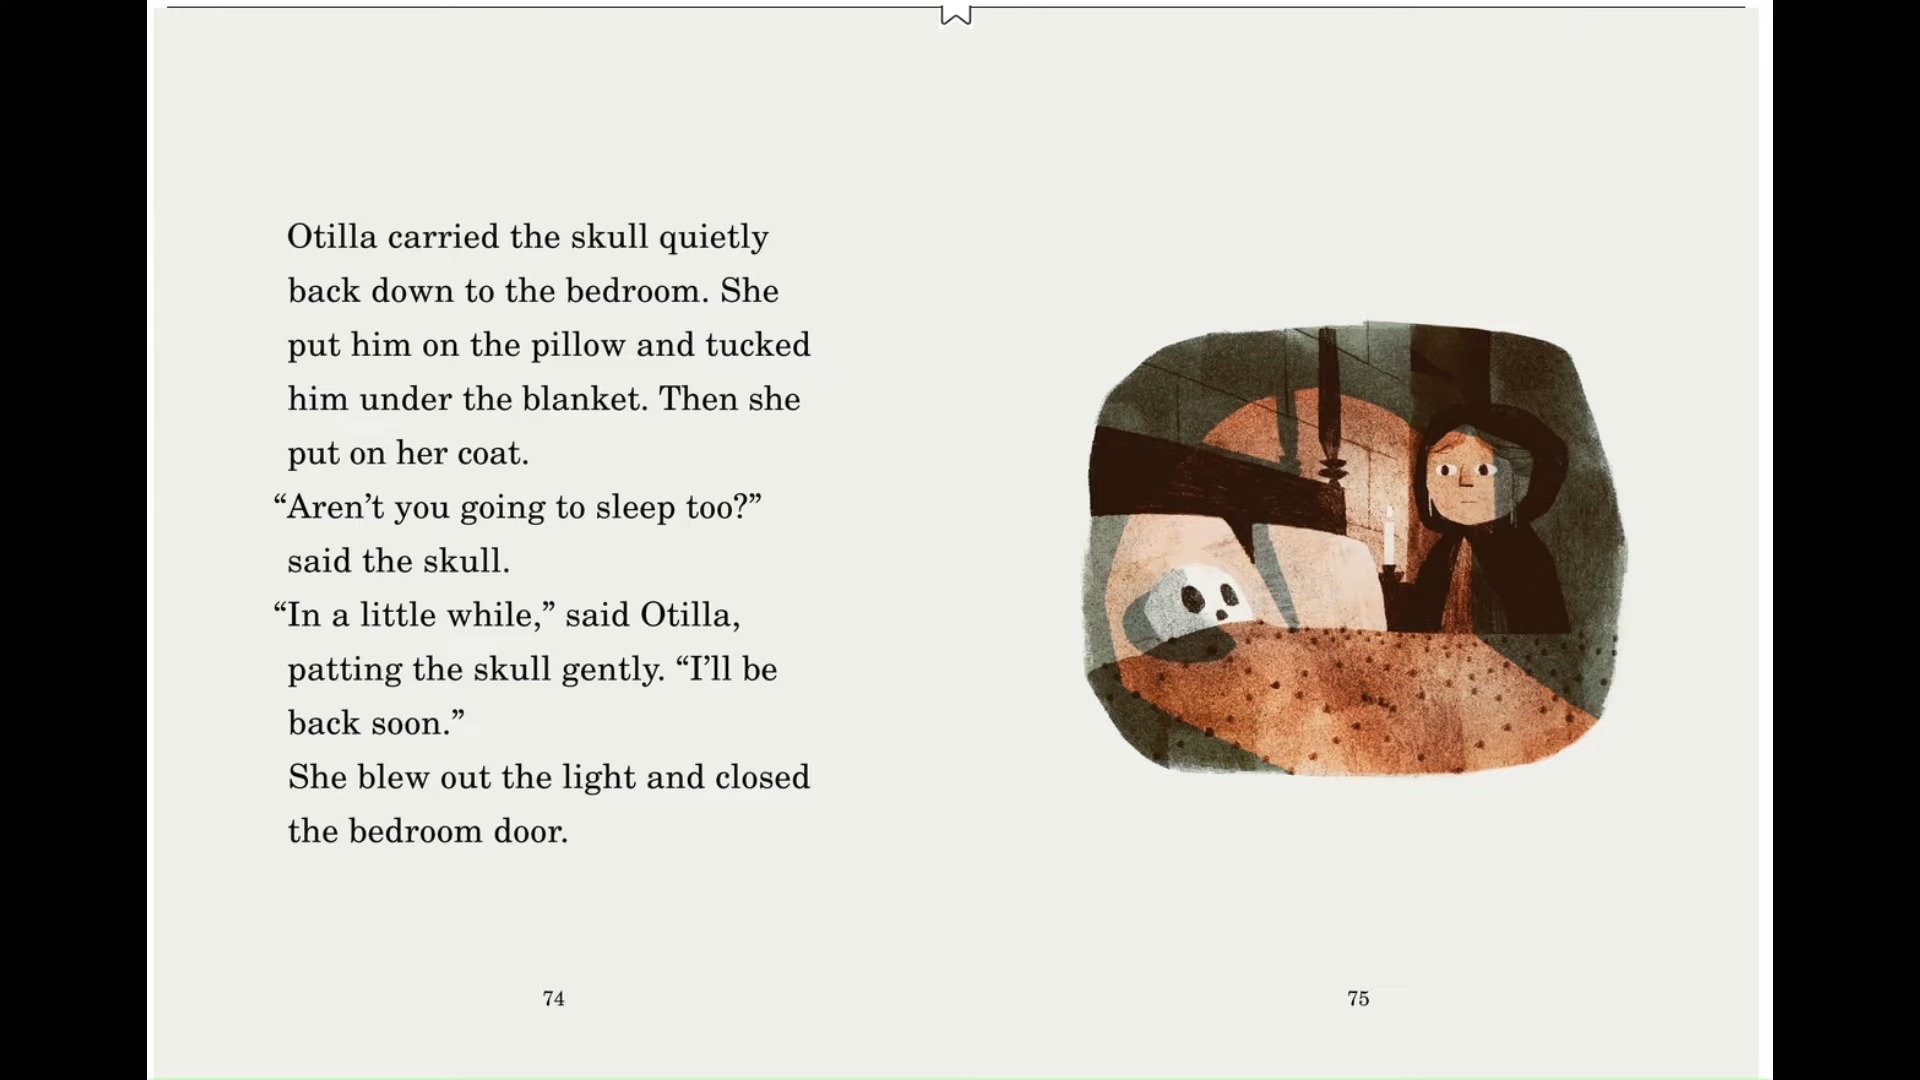 Otilla carried the skull quietly
back down to the bedroom. She
put him on the pillow and tucked
him under the blanket. Then she
put on her coat.
“Aren’t you going to sleep too?”
said the skull.
“In a little while,” said Otilla,
patting the skull gently. “I’ll be
back soon.”
She blew out the light and closed
the bedroom door.
74
75